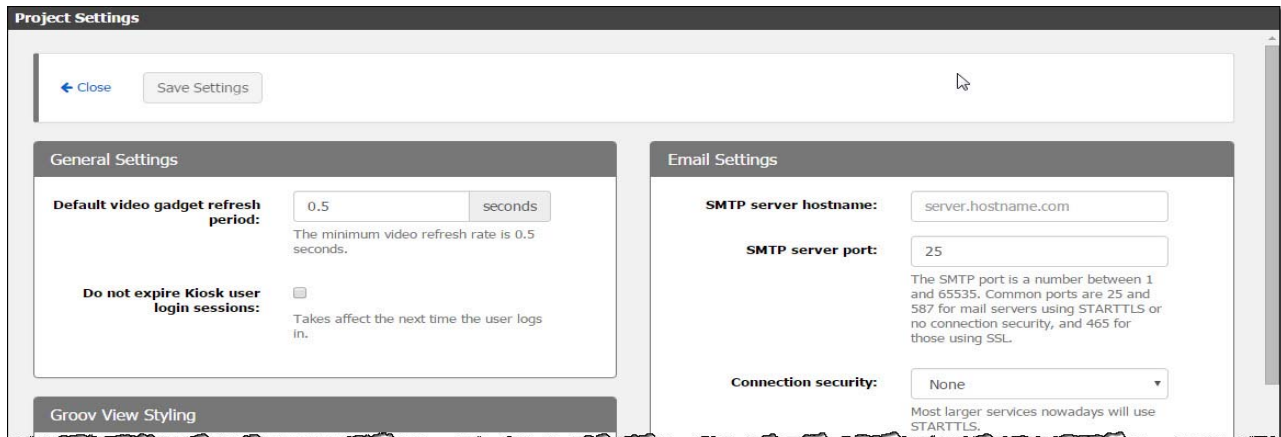 Project Settings
Close
Save Settings
General Settings
Default video gadget refresh
period:
0.5
seconds
The minimum video refresh rate is 0.5
seconds.
Do not expire Kiosk user
login sessions:
Takes affect the next time the user logs
in.
Groov View Styling
Email Settings
SMTP server hostname:
server.hostname.com
SMTP server port:
25
The SMTP port is a number between 1
and 65535. Common ports are 25 and
587 for mail servers using STARTTLS or
no connection security, and 465 for
those using SSL.
Connection security:
None
Most larger services nowadays will use
STARTTLS.